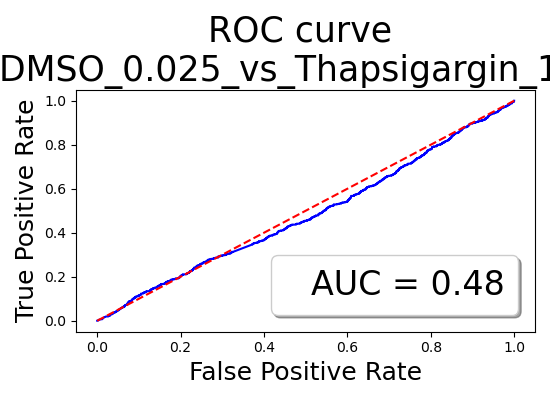 ROC curve
DMSO_0.025_vs_Thapsigargin_1
True Positive Rate
1.0
0.8
0.6
0.4
0.2
0.0
AUC = 0.48
0.0 0.2 0.4 0.6 0.8 1.0
False Positive Rate